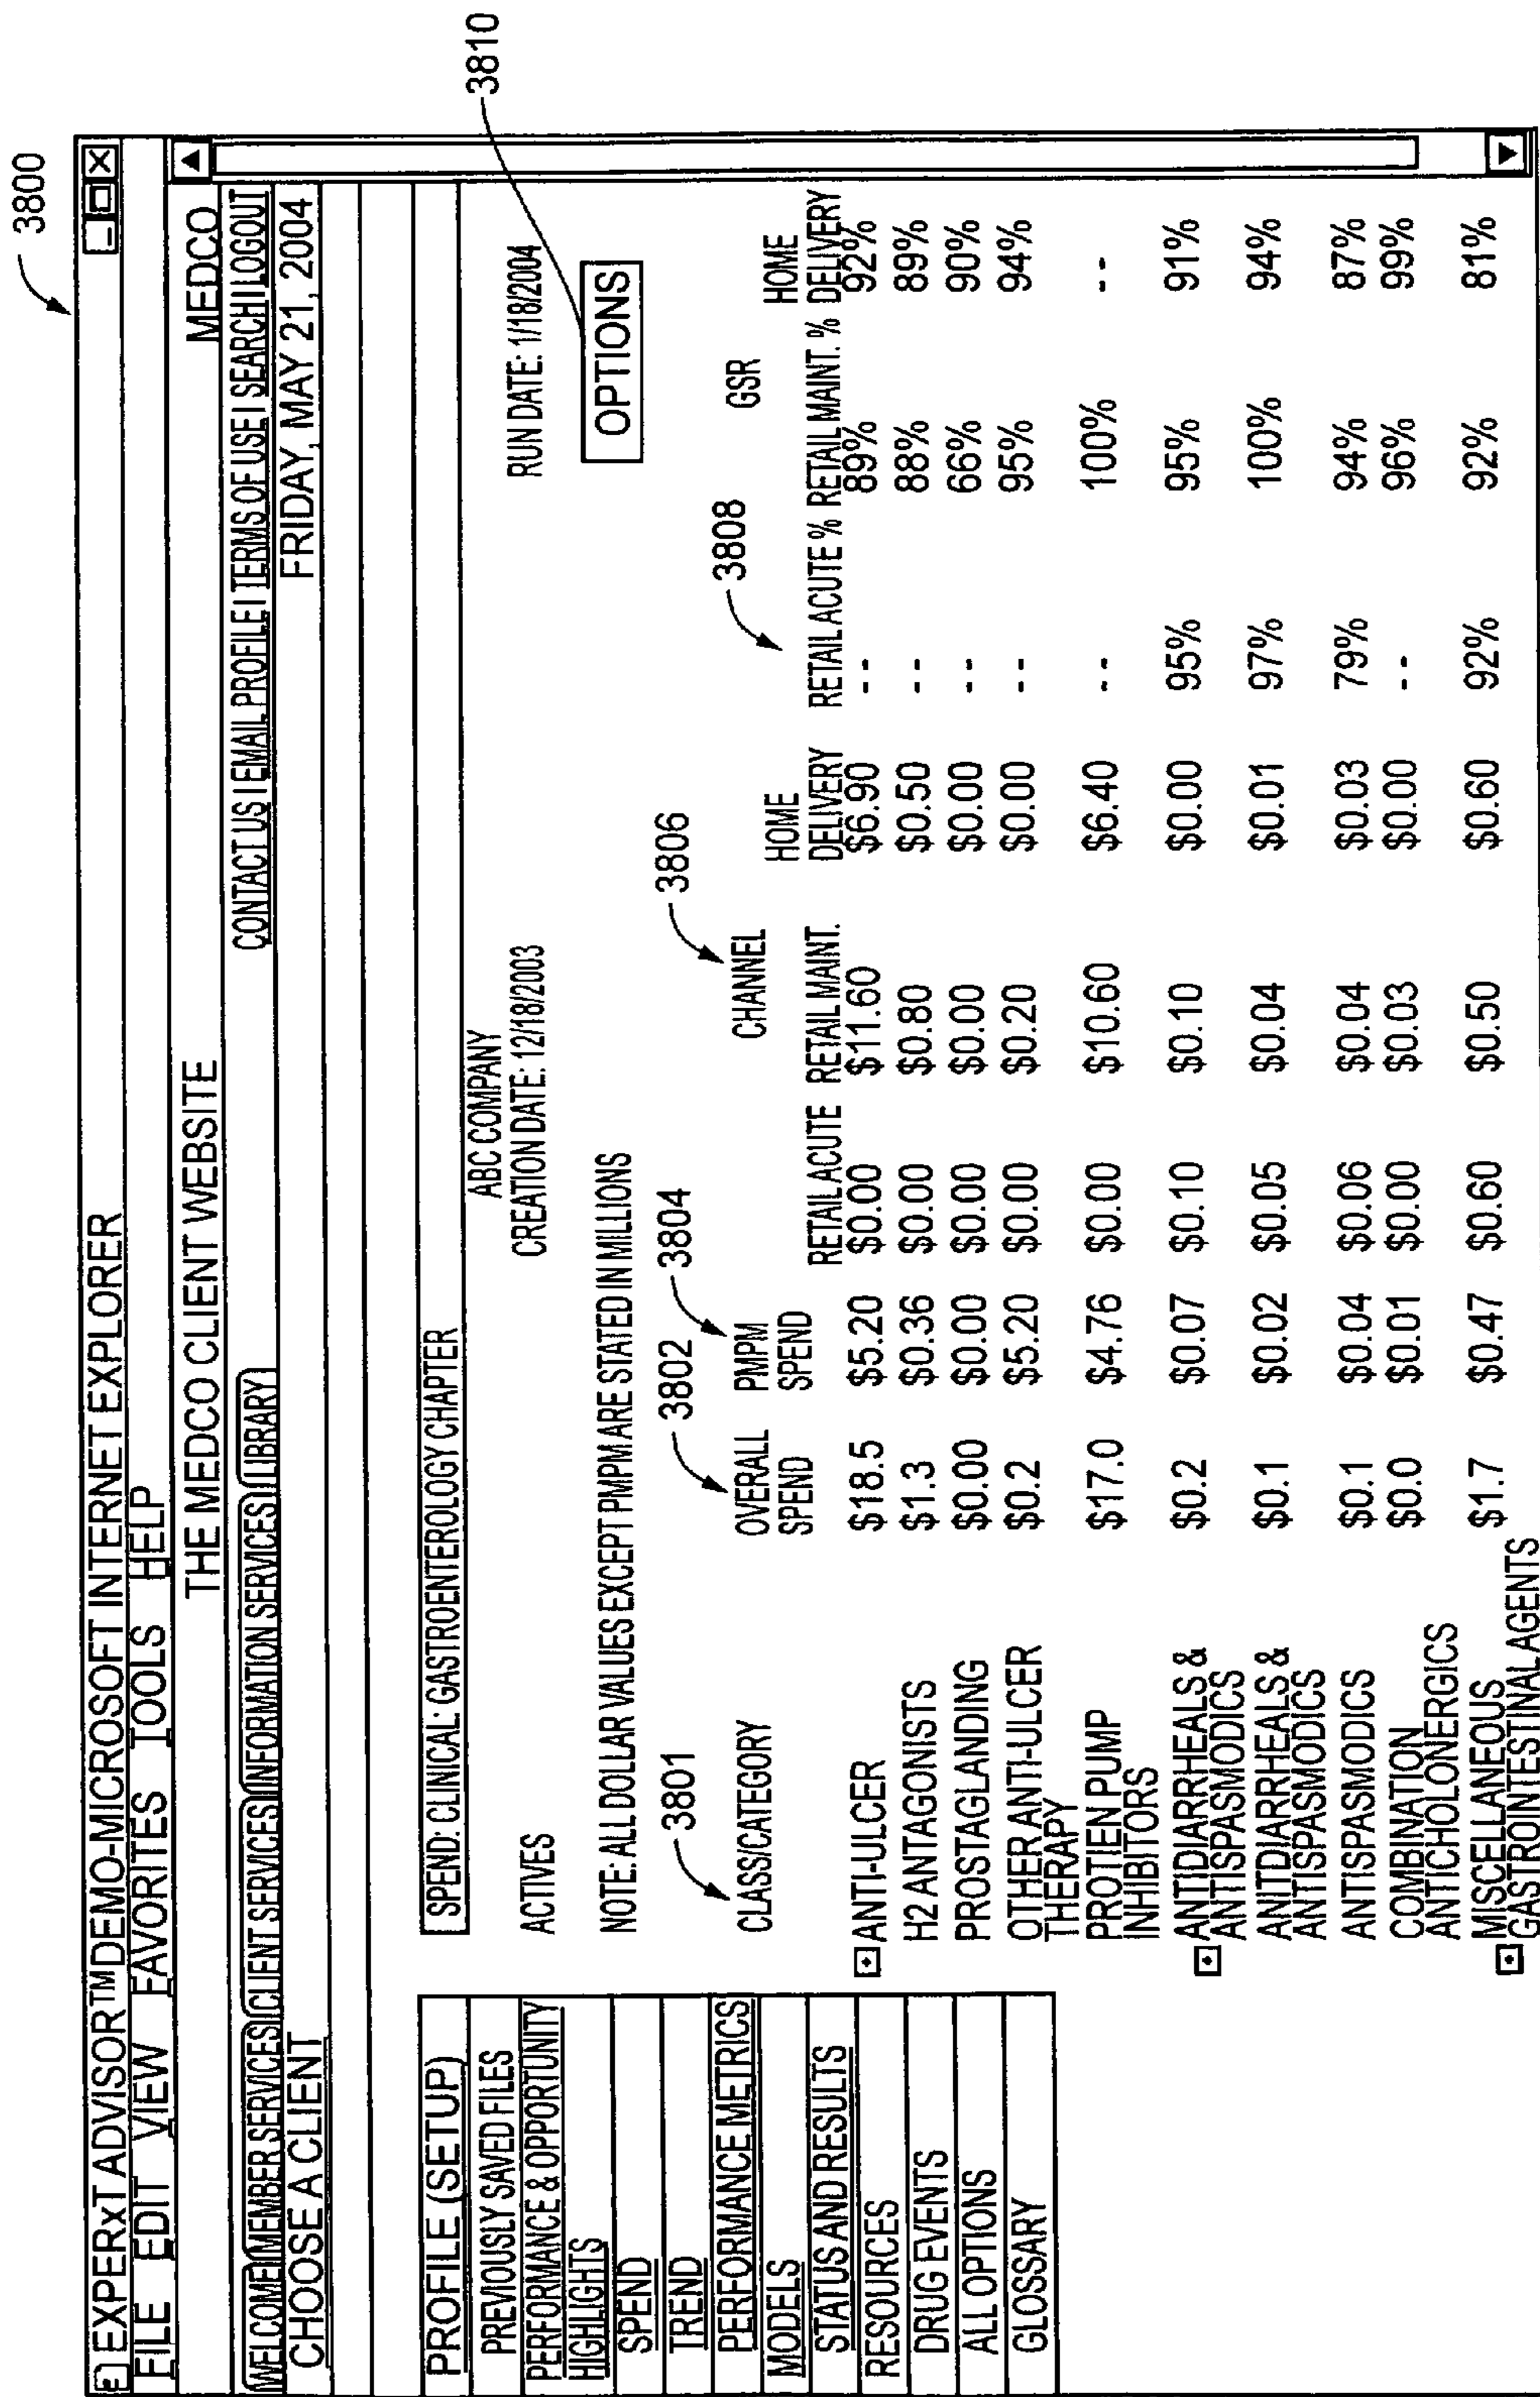 3800
EXPERxT ADVISOR™DEMO-MICROSOFT INTERNET EXPLORER
FILE EDIT VIEW FAVORITES TOOLS HELP
THE MEDCO CLIENT WEBSITE MEDCO
WELCOME MEMBER SERVICES CLIENT SERVICES INFORMATION SERVICES LIBRARY CONTACT US | EMAIL PROFILE | TERMS OF USE | SEARCH | LOGOUT
CHOOSE A CLIENT FRIDAY, MAY 21, 2004
PROFILE (SETUP)
PREVIOUSLY SAVED FILES
PERFORMANCE & OPPORTUNITY
HIGHLIGHTS
SPEND
TREND
PERFORMANCE METRICS
MODELS
STATUS AND RESULTS
RESOURCES
DRUG EVENTS
ALL OPTIONS
GLOSSARY
SPEND: CLINICAL: GASTROENTEROLOGY CHAPTER
ABC COMPANY
ACTIVES CREATION DATE: 12/18/2003 RUN DATE: 1/18/2004
3810
OPTIONS
NOTE: ALL DOLLAR VALUES EXCEPT PMPM ARE STATED IN MILLIONS
3801 3802 3804 3806 3808
CLASS/CATEGORY OVERALL PMPM CHANNEL GSR
SPEND SPEND HOME HOME
RETAIL ACUTE RETAIL MAINT. DELIVERY RETAIL ACUTE % RETAIL MAINT. % DELIVERY
ANTI-ULCER $18.5 $5.20 $0.00 $11.60 $6.90 -- 89% 92%
H2 ANTAGONISTS $1.3 $0.36 $0.00 $0.80 $0.50 -- 88% 89%
PROSTAGLANDING $0.00 $0.00 $0.00 $0.00 $0.00 -- 66% 90%
OTHER ANTI-ULCER $0.2 $5.20 $0.00 $0.20 $0.00 -- 95% 94%
THERAPY
PROTIEN PUMP $17.0 $4.76 $0.00 $10.60 $6.40 -- 100% --
INHIBITORS
ANTIDIARRHEALS & $0.2 $0.07 $0.10 $0.10 $0.00 95% 95% 91%
ANTISPASMODICS
ANITDIARRHEALS & $0.1 $0.02 $0.05 $0.04 $0.01 97% 100% 94%
ANTISPASMODICS
ANTISPASMODICS $0.1 $0.04 $0.06 $0.04 $0.03 79% 94% 87%
COMBINATION $0.0 $0.01 $0.00 $0.03 $0.00 -- 96% 99%
ANTICHOLONERGICS
MISCELLANEOUS $1.7 $0.47 $0.60 $0.50 $0.60 92% 92% 81%
GASTROINTESTINAL AGENTS